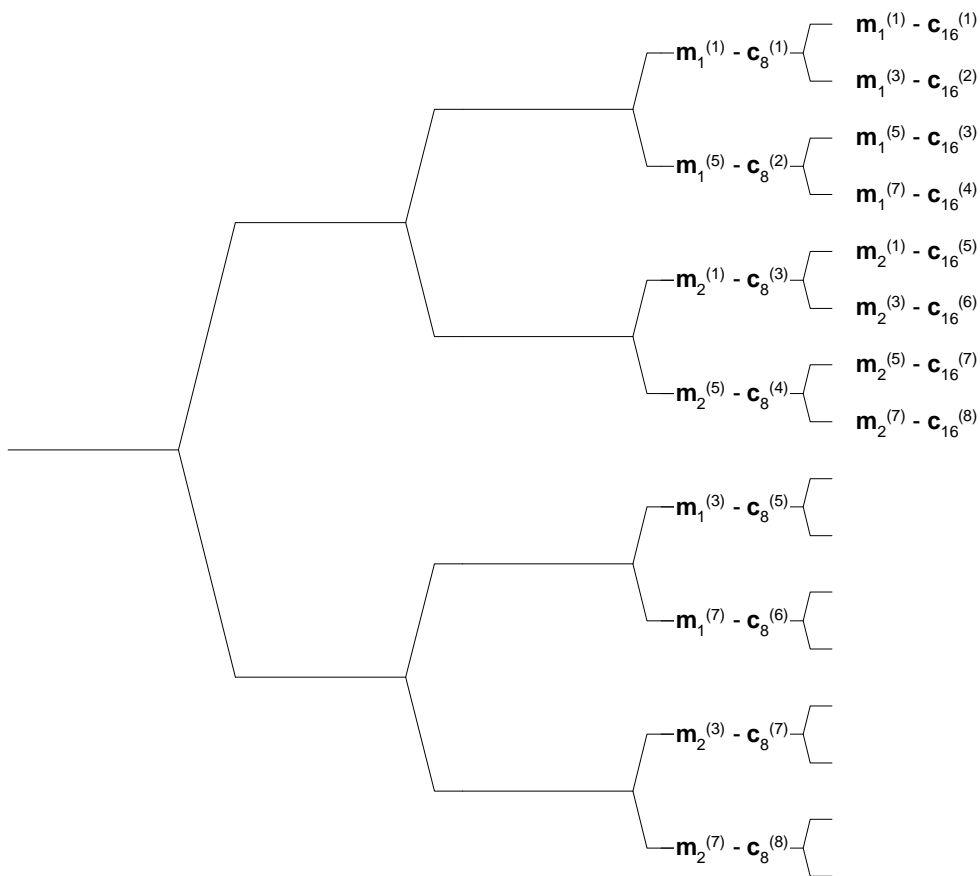 m₁⁽¹⁾ - c₈⁽¹⁾
m₁⁽⁵⁾ - c₈⁽²⁾
m₂⁽¹⁾ - c₈⁽³⁾
m₂⁽⁵⁾ - c₈⁽⁴⁾
m₁⁽³⁾ - c₈⁽⁵⁾
m₁⁽⁷⁾ - c₈⁽⁶⁾
m₂⁽³⁾ - c₈⁽⁷⁾
m₂⁽⁷⁾ - c₈⁽⁸⁾
m₁⁽¹⁾ - c₁₆⁽¹⁾
m₁⁽³⁾ - c₁₆⁽²⁾
m₁⁽⁵⁾ - c₁₆⁽³⁾
m₁⁽⁷⁾ - c₁₆⁽⁴⁾
m₂⁽¹⁾ - c₁₆⁽⁵⁾
m₂⁽³⁾ - c₁₆⁽⁶⁾
m₂⁽⁵⁾ - c₁₆⁽⁷⁾
m₂⁽⁷⁾ - c₁₆⁽⁸⁾